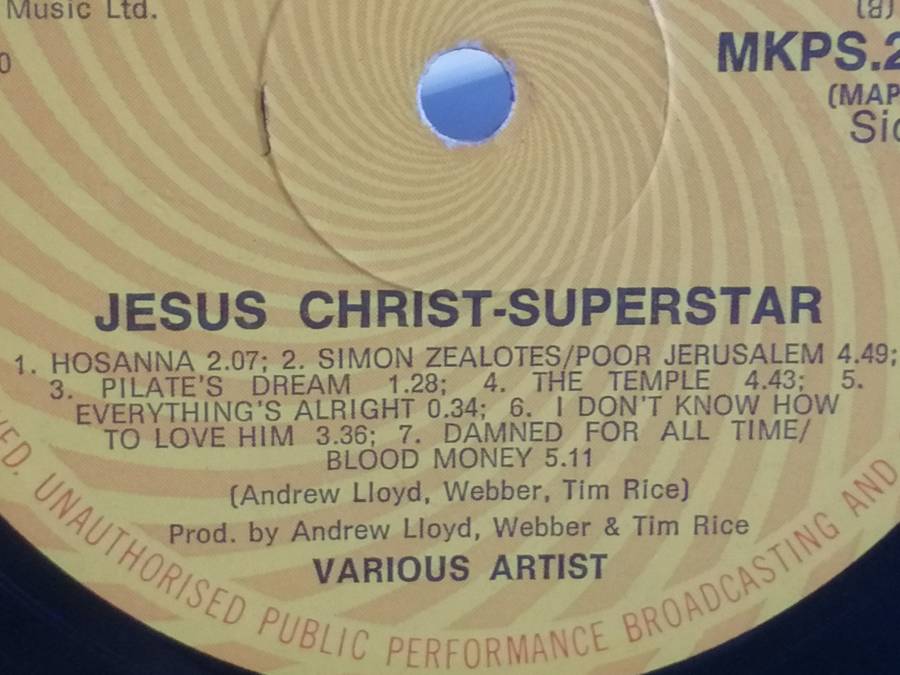 Music Ltd.
(B)
0
MKPS.2
(MAP
Sid
JESUS CHRIST-SUPERSTAR
1. HOSANNA 2.07; 2. SIMON ZEALOTES/POOR JERUSALEM 4.49;
3. PILATE'S DREAM 1.28; 4. THE TEMPLE 4.43; 5.
EVERYTHING'S ALRIGHT 0.34; 6. I DON'T KNOW HOW
TO LOVE HIM 3.36; 7. DAMNED FOR ALL TIME/
BLOOD MONEY 5.11
(Andrew Lloyd, Webber, Tim Rice)
Prod. by Andrew Lloyd, Webber & Tim Rice
VARIOUS ARTIST
VED. UNAUTHORISED PUBLIC PERFORMANCE BROADCASTING AND